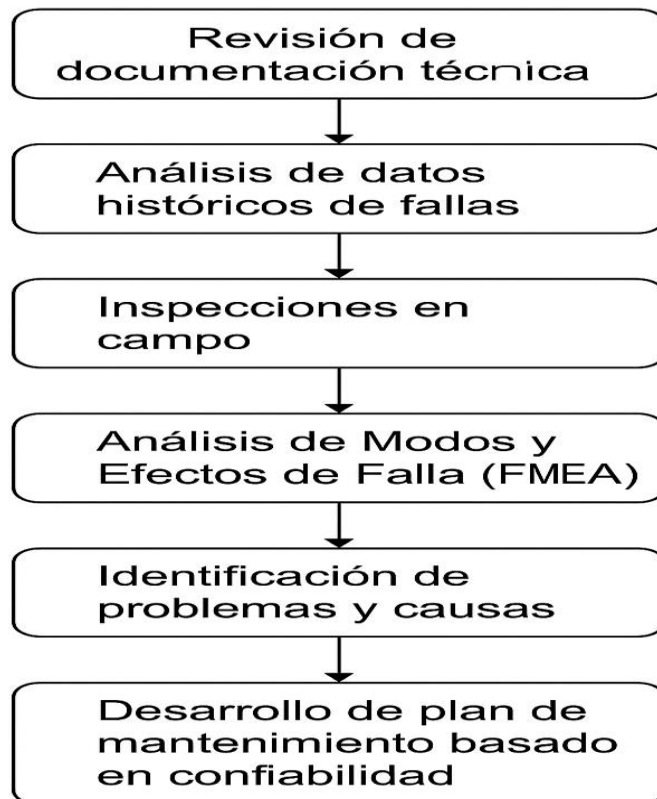 Revisión de
documentación técnica
Análisis de datos
históricos de fallas
Inspecciones en
campo
Análisis de Modos y
Efectos de Falla (FMEA)
Identificación de
problemas y causas
Desarrollo de plan de
mantenimiento basado
en confiabilidad